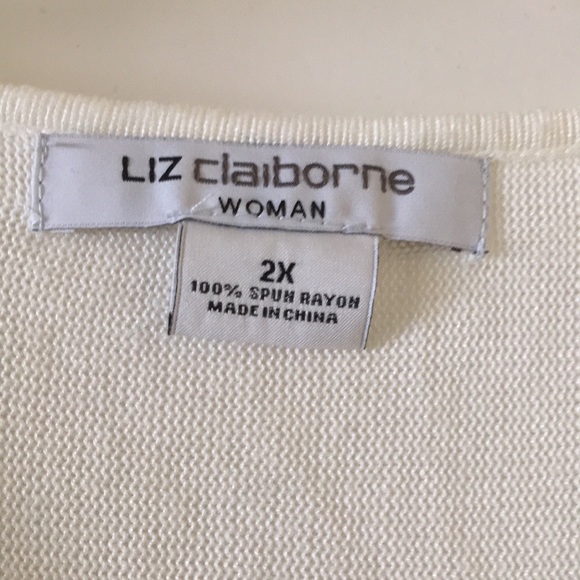 LIZ claiborne
WOMAN
2X
100% SPUN RAYON
MADE IN CHINA